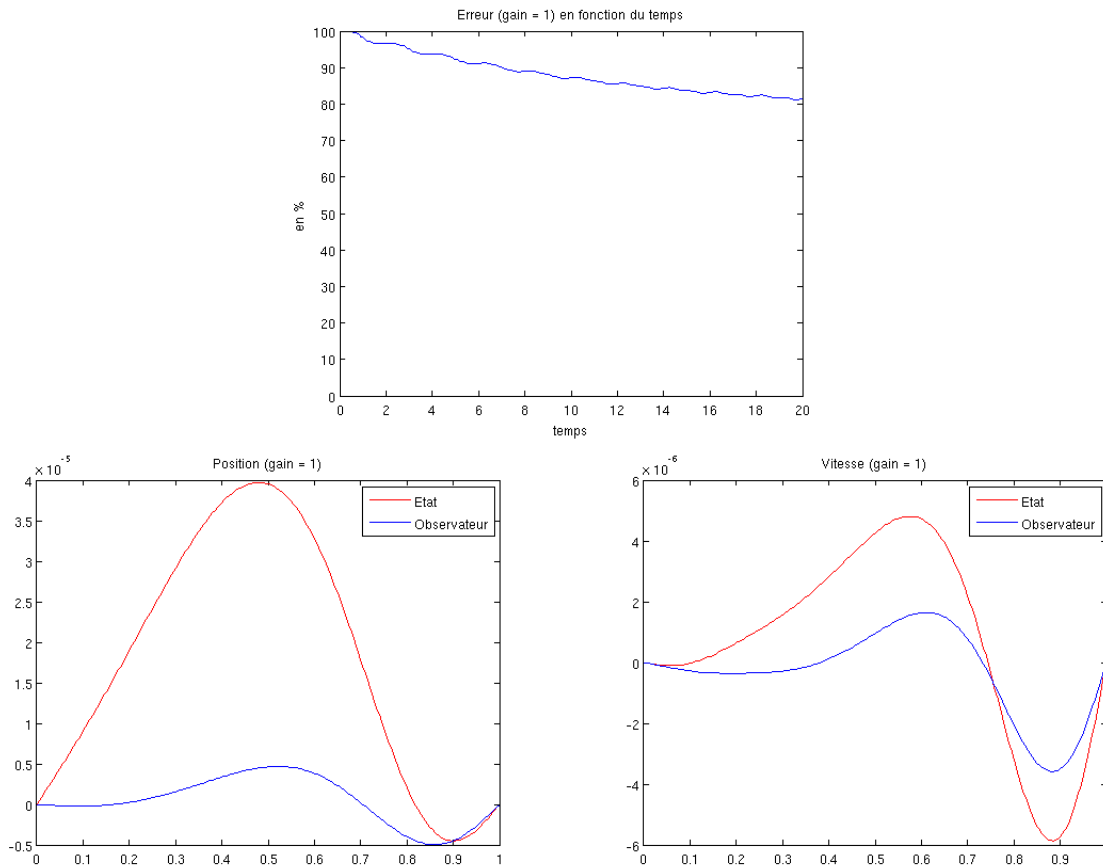 Erreur (gain = 1) en fonction du temps
100
90
80
70
60
50
40
30
20
10
0
en %
0 2 4 6 8 10 12 14 16 18 20
temps
× 10^-5
Position (gain = 1)
4
3.5
3
2.5
2
1.5
1
0.5
0
-0.5
Etat
Observateur
0 0.1 0.2 0.3 0.4 0.5 0.6 0.7 0.8 0.9 1
× 10^-6
Vitesse (gain = 1)
6
4
2
0
-2
-4
-6
Etat
Observateur
0 0.1 0.2 0.3 0.4 0.5 0.6 0.7 0.8 0.9